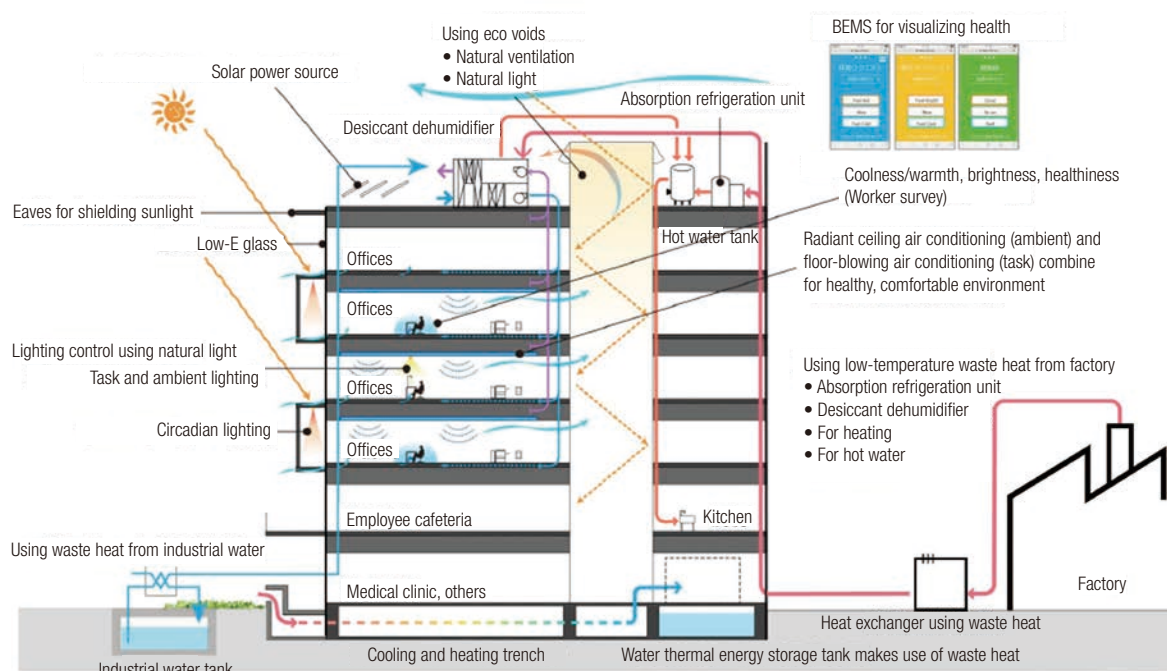 Using eco voids
• Natural ventilation
• Natural light
BEMS for visualizing health
Solar power source
Absorption refrigeration unit
Desiccant dehumidifier
Coolness/warmth, brightness, healthiness
(Worker survey)
Eaves for shielding sunlight
Low-E glass
Hot water tank
Radiant ceiling air conditioning (ambient) and
floor-blowing air conditioning (task) combine
for healthy, comfortable environment
Offices
Offices
Lighting control using natural light
Task and ambient lighting
Offices
Using low-temperature waste heat from factory
• Absorption refrigeration unit
• Desiccant dehumidifier
• For heating
• For hot water
Circadian lighting
Offices
Employee cafeteria
Kitchen
Using waste heat from industrial water
Medical clinic, others
Factory
Heat exchanger using waste heat
Industrial water tank
Cooling and heating trench
Water thermal energy storage tank makes use of waste heat